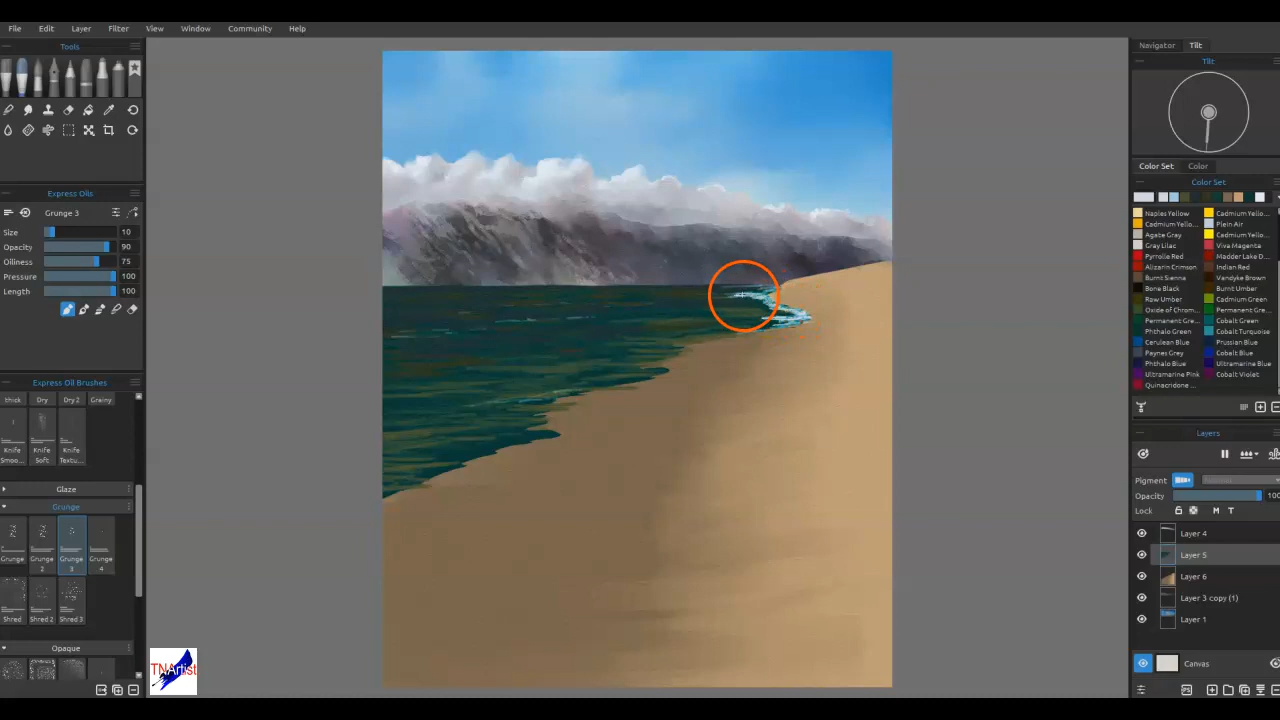 File Edit Layer Filter View Window Community Help
Tools
Express Oils
Grunge 3
Size 10
Opacity 90
Oiliness 75
Pressure 100
Length 100
Express Oil Brushes
thick Dry Dry 2 Grainy
Knife Smoo... Knife Soft Knife Textu...
Glaze
Grunge
Grunge Grunge 2 Grunge 3 Grunge 4
Shred Shred 2 Shred 3
Opaque
TNArtist
Navigator Tilt
Tilt
Color Set Color
Color Set
Naples Yellow Cadmium Yello...
Cadmium Yello... Plein Air
Agate Gray Cadmium Yello...
Gray Lilac Viva Magenta
Pyrrolle Red Madder Lake D...
Alizarin Crimson Indian Red
Burnt Sienna Vandyke Brown
Bone Black Burnt Umber
Raw Umber Cadmium Green
Oxide of Chrom... Permanent Gre...
Permanent Gre... Cobalt Green
Phthalo Green Cobalt Turquoise
Cerulean Blue Prussian Blue
Paynes Grey Cobalt Blue
Phthalo Blue Ultramarine Blue
Ultramarine Pink Cobalt Violet
Quinacridone ...
Layers
Pigment
Opacity 100
Lock M T
Layer 4
Layer 5
Layer 6
Layer 3 copy (1)
Layer 1
Canvas